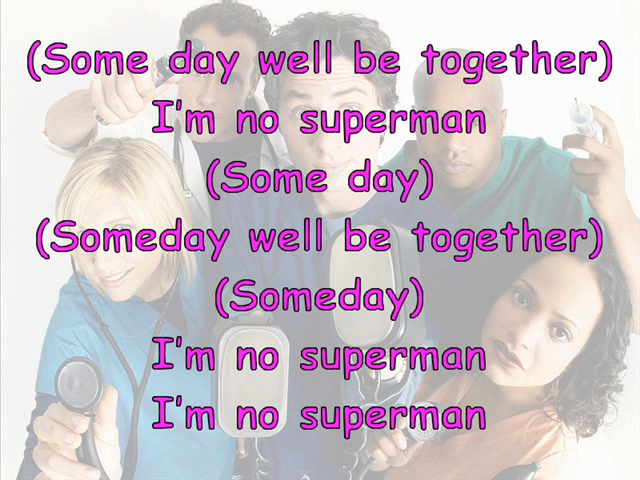 (Some day well be together)
I'm no superman
(Some day)
(Someday well be together)
(Someday)
I'm no superman
I'm no superman